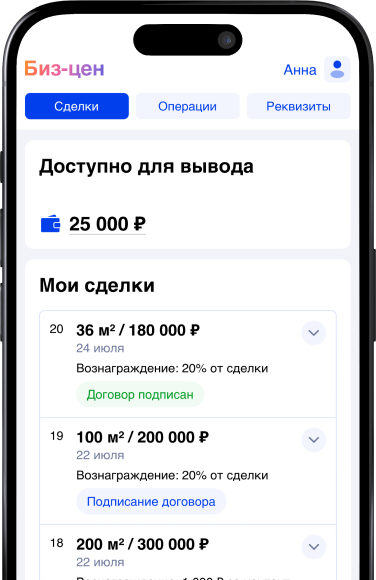 Биз-цен
Анна
Сделки
Операции
Реквизиты
Доступно для вывода
25 000 ₽
Мои сделки
20
36 м² / 180 000 ₽
24 июля
Вознаграждение: 20% от сделки
Договор подписан
19
100 м² / 200 000 ₽
22 июля
Вознаграждение: 20% от сделки
Подписание договора
18
200 м² / 300 000 ₽
22 июля